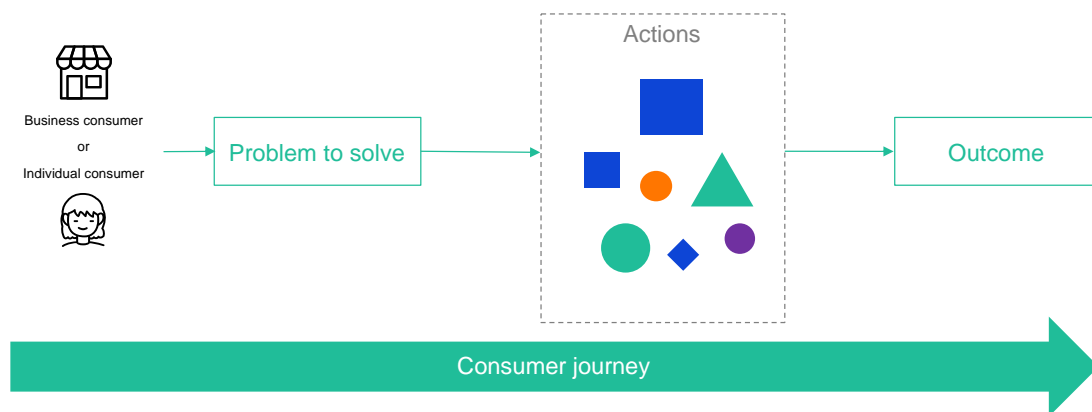 Actions
Business consumer
or
Individual consumer
Problem to solve
Outcome
Consumer journey